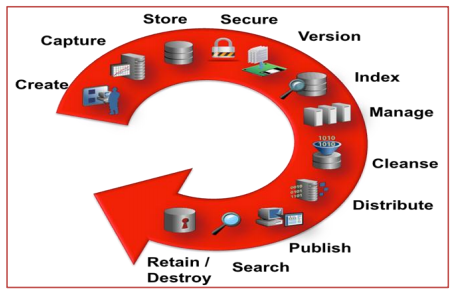 Create
Capture
Store
Secure
Version
Index
Manage
1010
1010
Cleanse
Distribute
Publish
Search
Retain /
Destroy